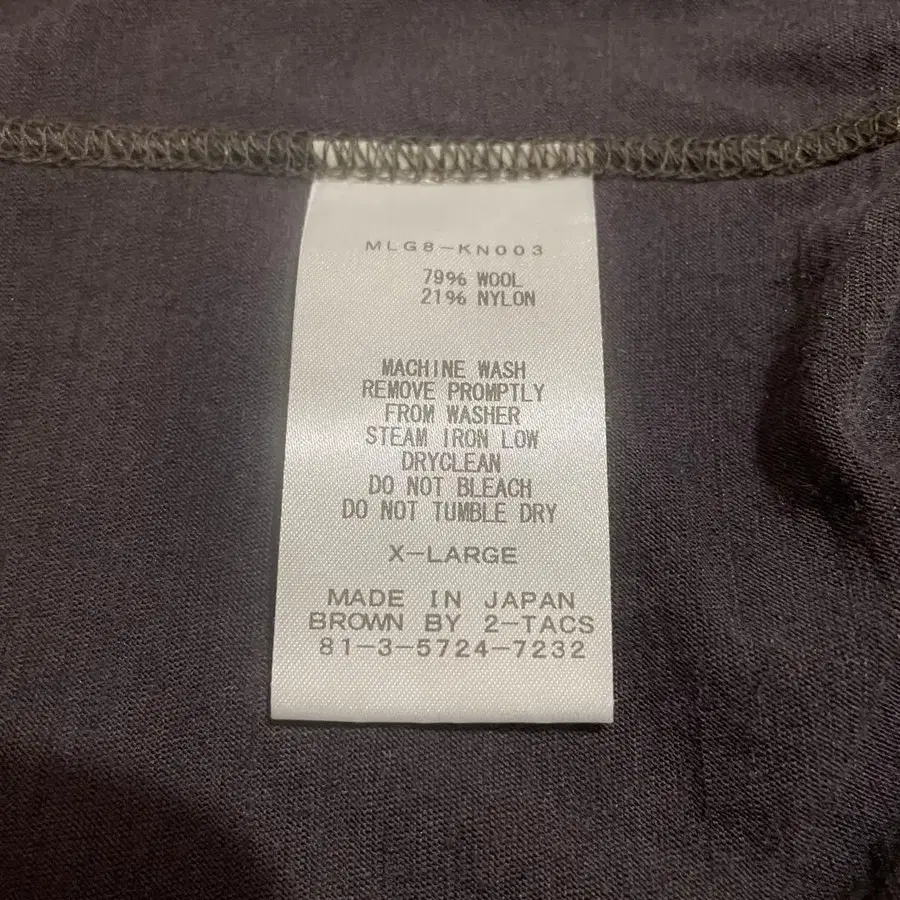 MLG8-KN003
79% WOOL
21% NYLON
MACHINE WASH
REMOVE PROMPTLY
FROM WASHER
STEAM IRON LOW
DRYCLEAN
DO NOT BLEACH
DO NOT TUMBLE DRY
X-LARGE
MADE IN JAPAN
BROWN BY 2-TACS
81-3-5724-7232